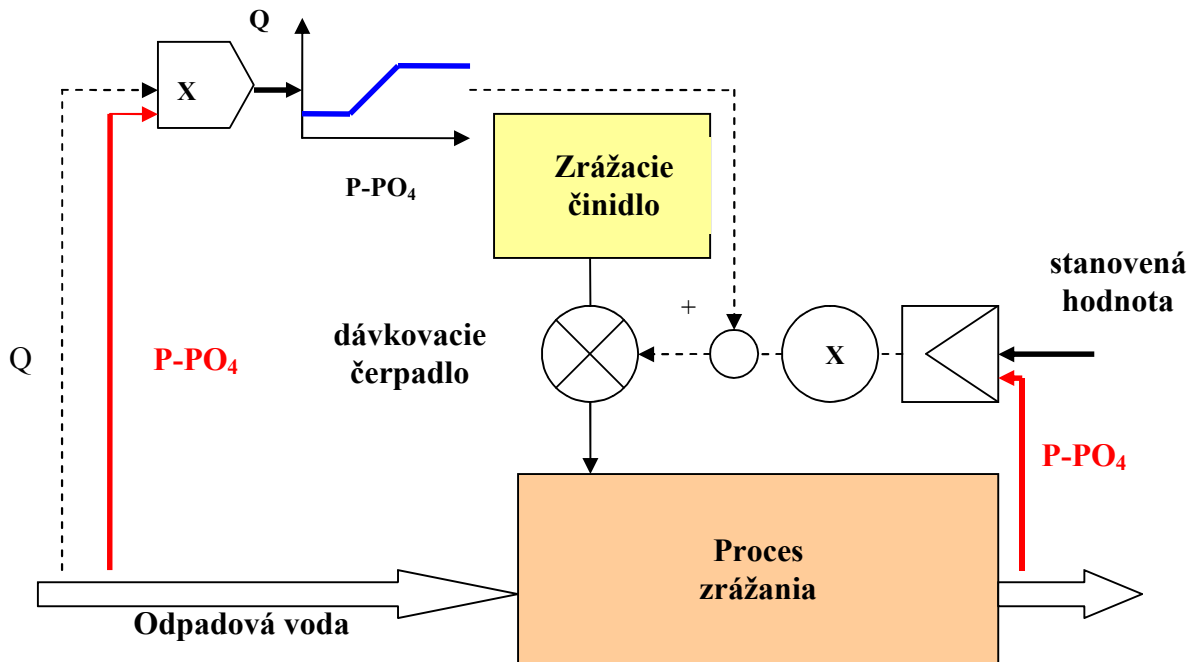 Q
X
P-PO₄
Zrážacie
činidlo
stanovená
hodnota
+
dávkovacie
čerpadlo
X
Q
P-PO₄
P-PO₄
Proces
zrážania
Odpadová voda